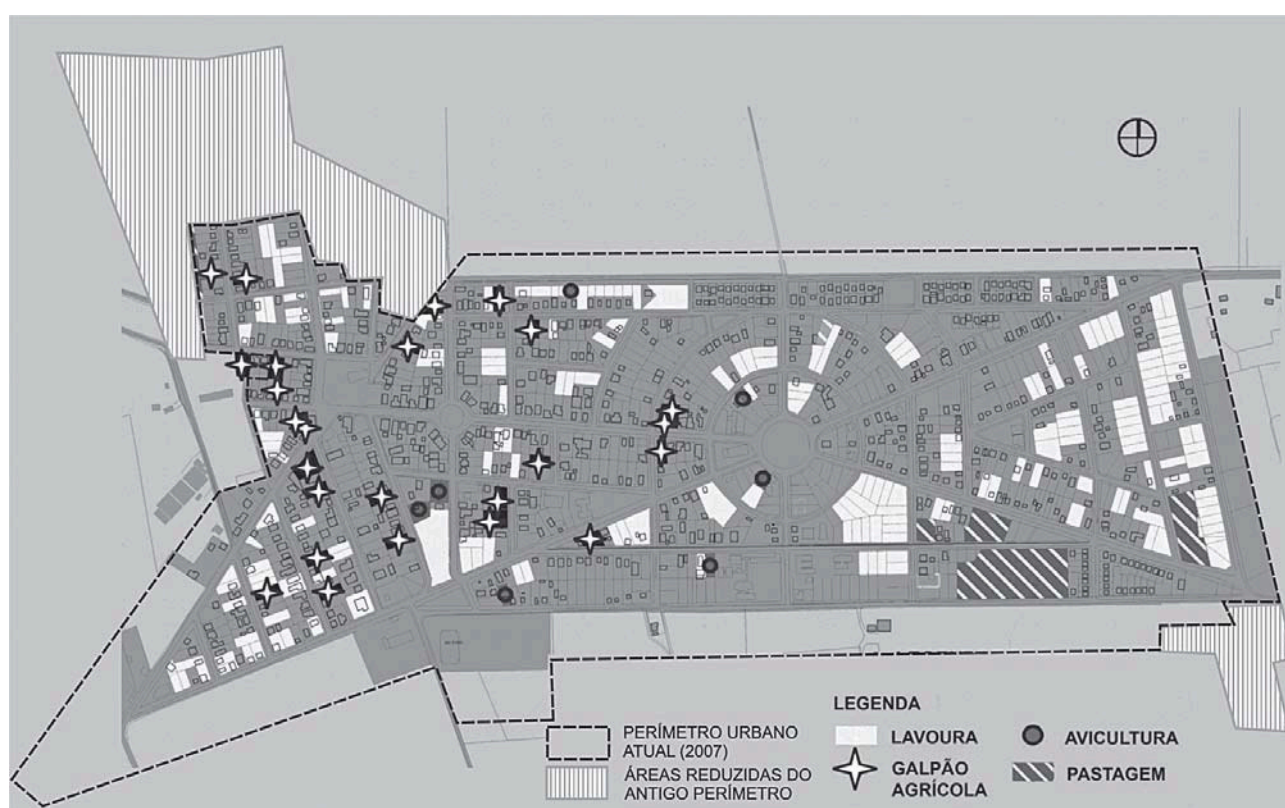 LEGENDA
PERÍMETRO URBANO
ATUAL (2007)
ÁREAS REDUZIDAS DO
ANTIGO PERÍMETRO
LAVOURA
GALPÃO
AGRÍCOLA
AVICULTURA
PASTAGEM